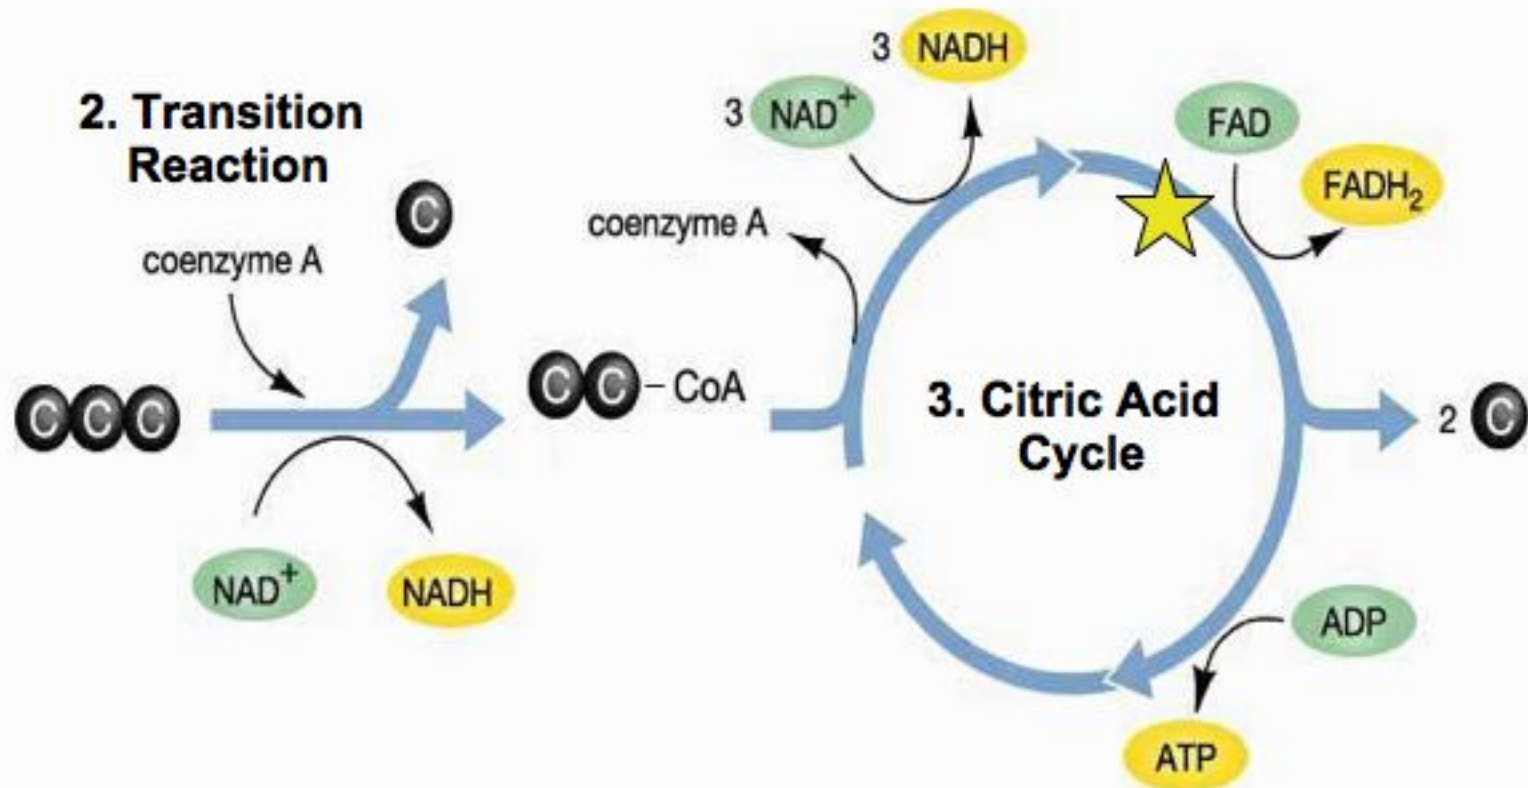 2. Transition
Reaction
coenzyme A
C
C C C
NAD⁺
NADH
C C – CoA
coenzyme A
3 NAD⁺
3 NADH
FAD
FADH₂
3. Citric Acid
Cycle
2 C
ADP
ATP